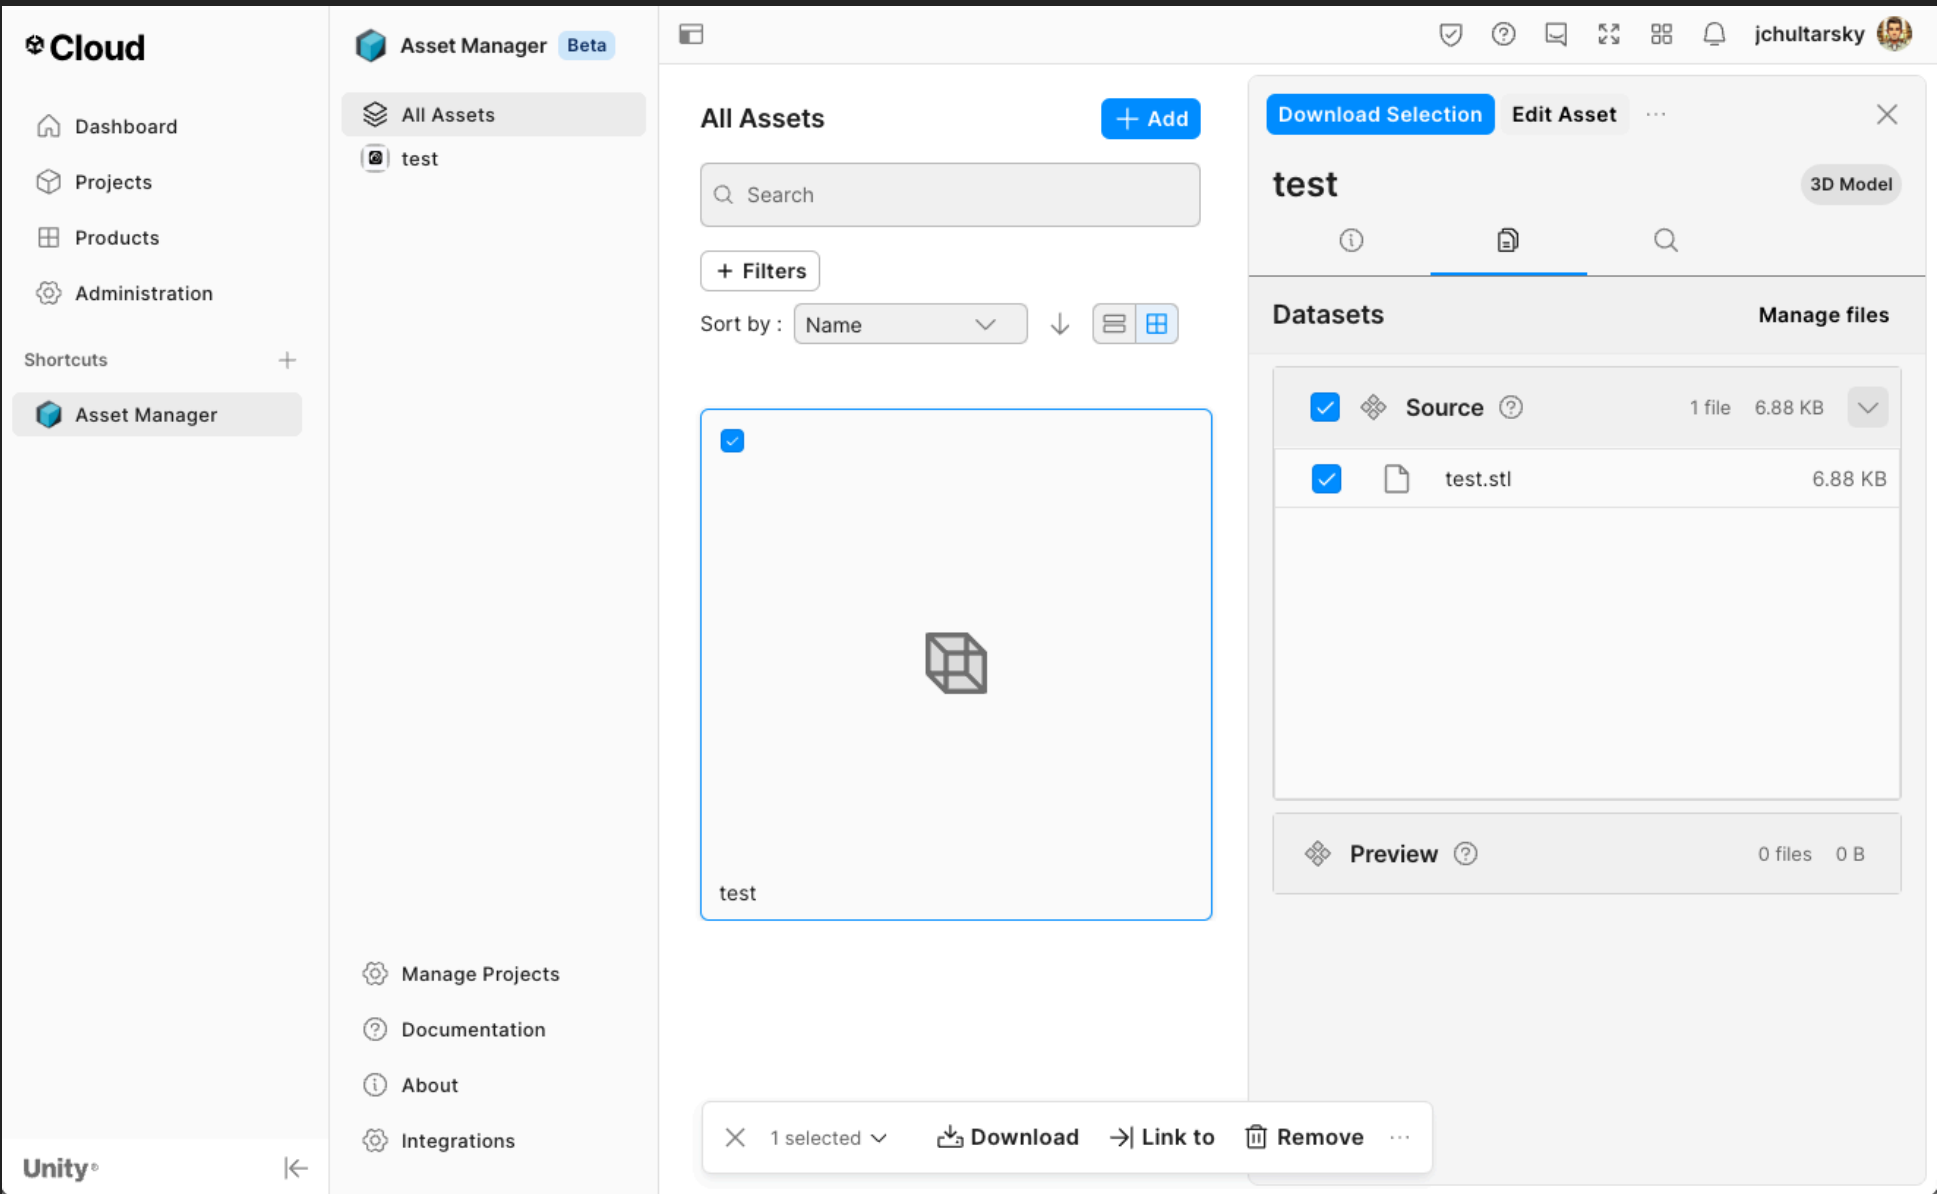 Cloud
Dashboard
Projects
Products
Administration
Shortcuts
Asset Manager
Unity®
Asset Manager Beta
All Assets
test
Manage Projects
Documentation
About
Integrations
jchultarsky
All Assets
+ Add
Search
+ Filters
Sort by : Name
test
1 selected Download Link to Remove ...
Download Selection Edit Asset ...
test 3D Model
Datasets Manage files
Source 1 file 6.88 KB
test.stl 6.88 KB
Preview 0 files 0 B